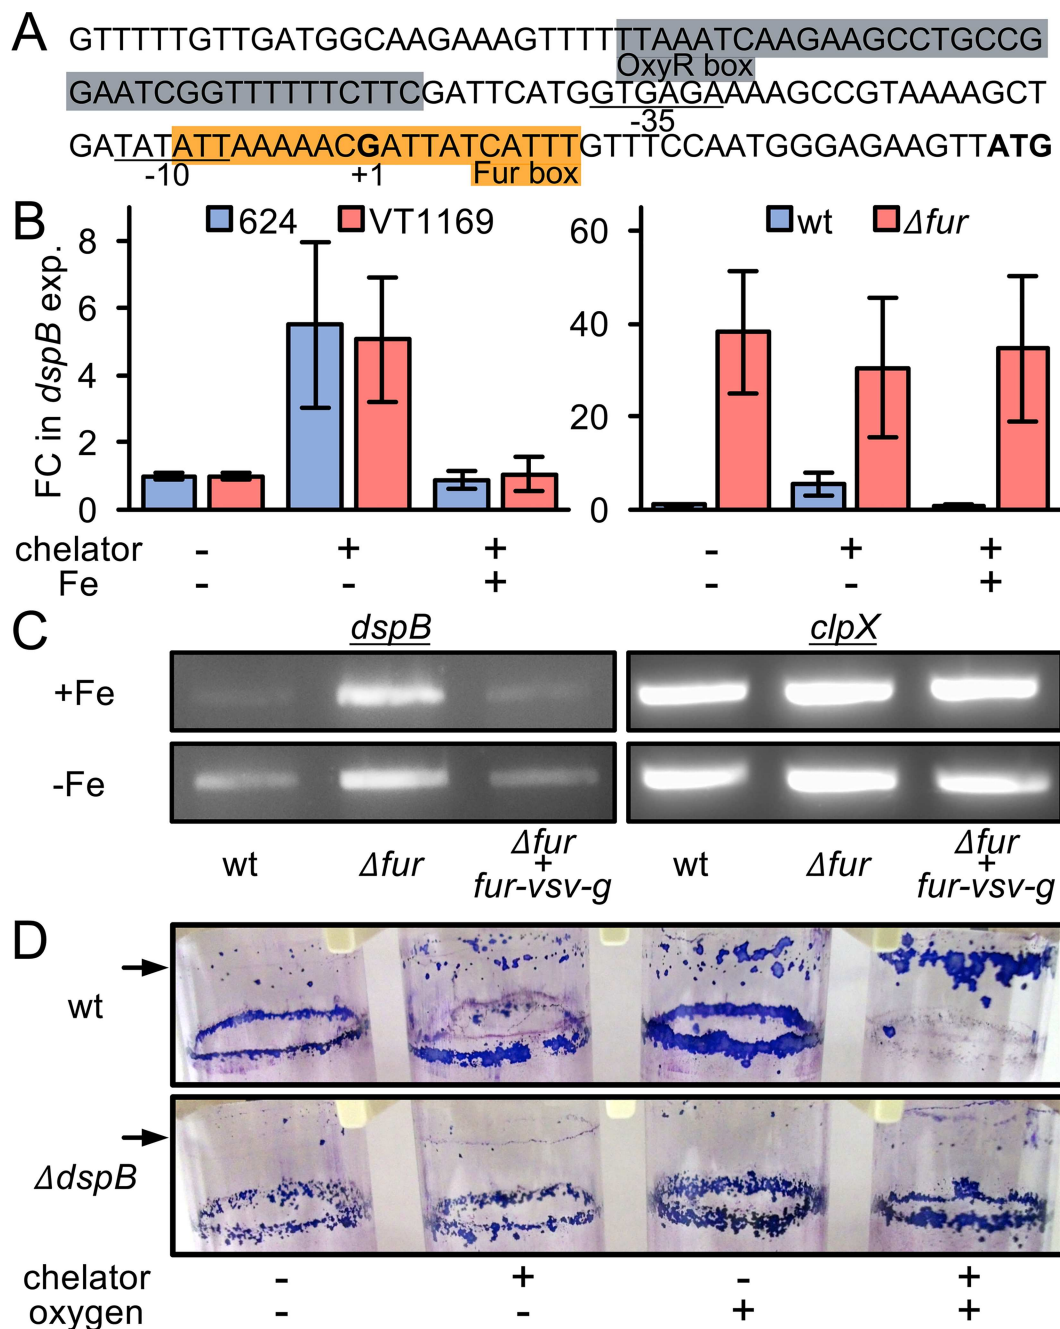 A
GTTTTTGTTGATGGCAAGAAAGTTTTTTAAATCAAGAAGCCTGCCG
OxyR box
GAATCGGTTTTTTCTTCGATTCATGGGTGAGAAAAGCCGTAAAAGCT
-35
GATATATTAAAAACGATTATCATTTGTTTCCAATGGGAGAAGTTATG
-10 +1 Fur box
B
624 VT1169
wt Δfur
FC in dspB exp.
8
6
4
2
0
60
40
20
0
chelator - + + - + +
Fe - - + - - +
C
dspB clpX
+Fe
-Fe
wt Δfur Δfur + fur-vsv-g wt Δfur Δfur + fur-vsv-g
D
wt
ΔdspB
chelator - + - +
oxygen - - + +